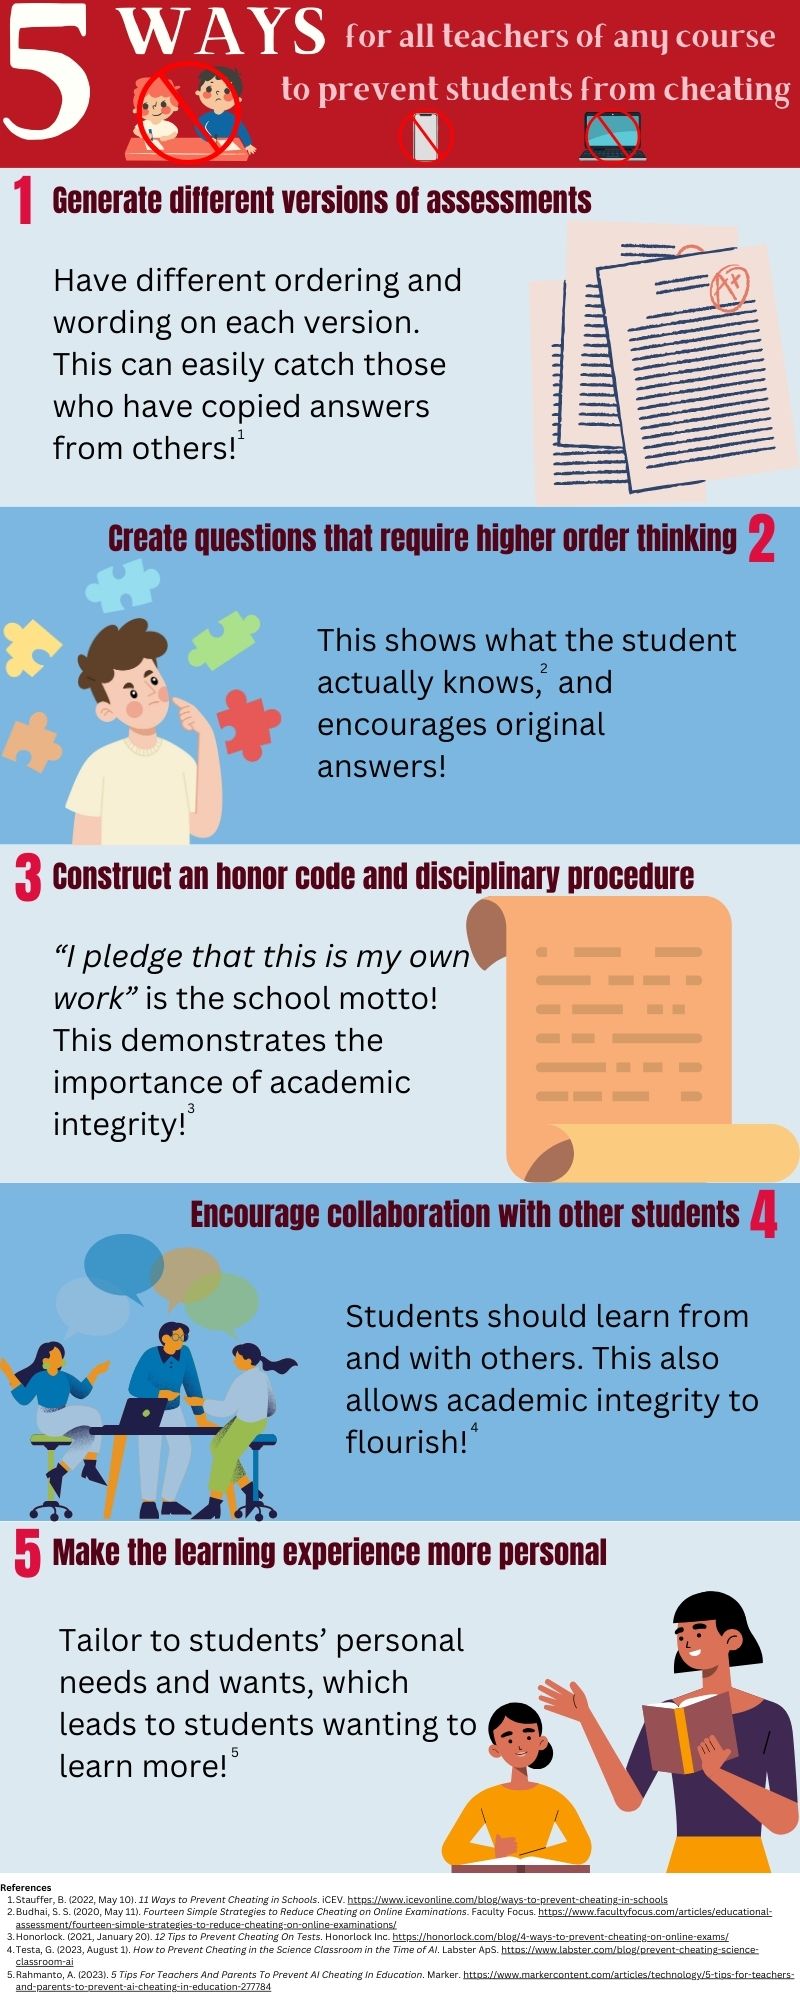 5 WAYS for all teachers of any course
to prevent students from cheating
1 Generate different versions of assessments
A+
Have different ordering and
wording on each version.
This can easily catch those
who have copied answers
from others!1
Create questions that require higher order thinking 2
This shows what the student
actually knows,2 and
encourages original
answers!
3 Construct an honor code and disciplinary procedure
“I pledge that this is my own
work” is the school motto!
This demonstrates the
importance of academic
integrity!3
Encourage collaboration with other students 4
Students should learn from
and with others. This also
allows academic integrity to
flourish!4
5 Make the learning experience more personal
Tailor to students’ personal
needs and wants, which
leads to students wanting to
learn more!5
References
1. Stauffer, B. (2022, May 10). 11 Ways to Prevent Cheating in Schools. iCEV. https://www.icevonline.com/blog/ways-to-prevent-cheating-in-schools
2. Budhai, S. S. (2020, May 11). Fourteen Simple Strategies to Reduce Cheating on Online Examinations. Faculty Focus. https://www.facultyfocus.com/articles/educational-
assessment/fourteen-simple-strategies-to-reduce-cheating-on-online-examinations/
3. Honorlock. (2021, January 20). 12 Tips to Prevent Cheating On Tests. Honorlock Inc. https://honorlock.com/blog/4-ways-to-prevent-cheating-on-online-exams/
4. Testa, G. (2023, August 1). How to Prevent Cheating in the Science Classroom in the Time of AI. Labster ApS. https://www.labster.com/blog/prevent-cheating-science-
classroom-ai
5. Rahmanto, A. (2023). 5 Tips For Teachers And Parents To Prevent AI Cheating In Education. Marker. https://www.markercontent.com/articles/technology/5-tips-for-teachers-
and-parents-to-prevent-ai-cheating-in-education-277784